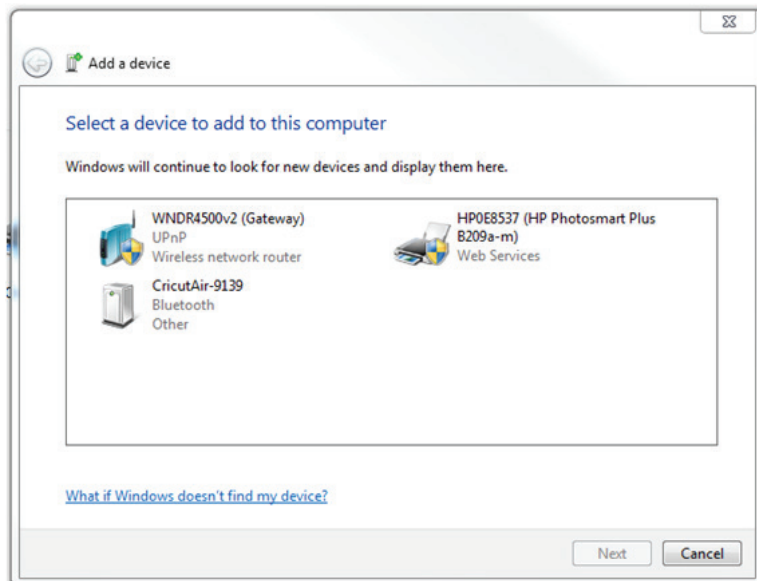 Add a device
Select a device to add to this computer
Windows will continue to look for new devices and display them here.
WNDR4500v2 (Gateway)
UPnP
Wireless network router
HP0E8537 (HP Photosmart Plus
B209a-m)
Web Services
CricutAir-9139
Bluetooth
Other
What if Windows doesn't find my device?
Next
Cancel